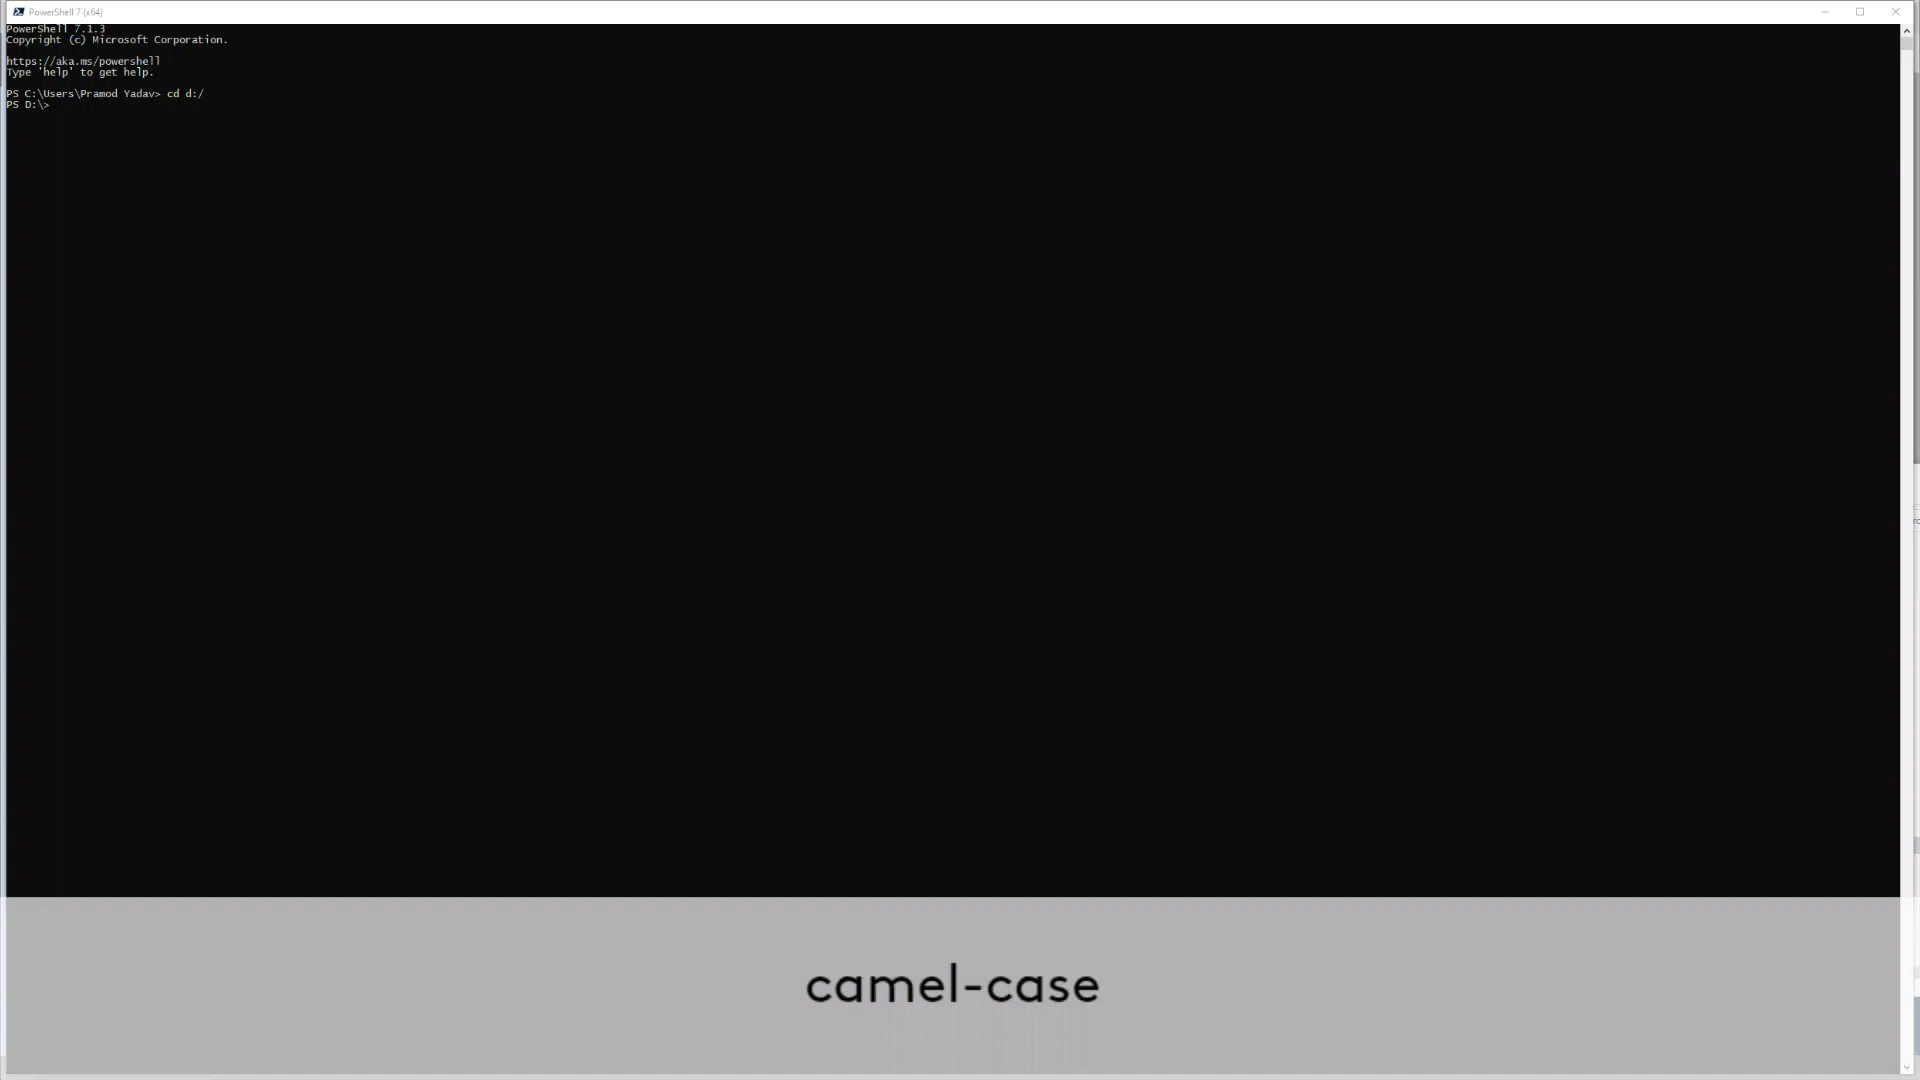 PowerShell 7 (x64)
PowerShell 7.1.3
Copyright (c) Microsoft Corporation.
https://aka.ms/powershell
Type 'help' to get help.
PS C:\Users\Pramod Yadav> cd d:/
PS D:\>
camel-case